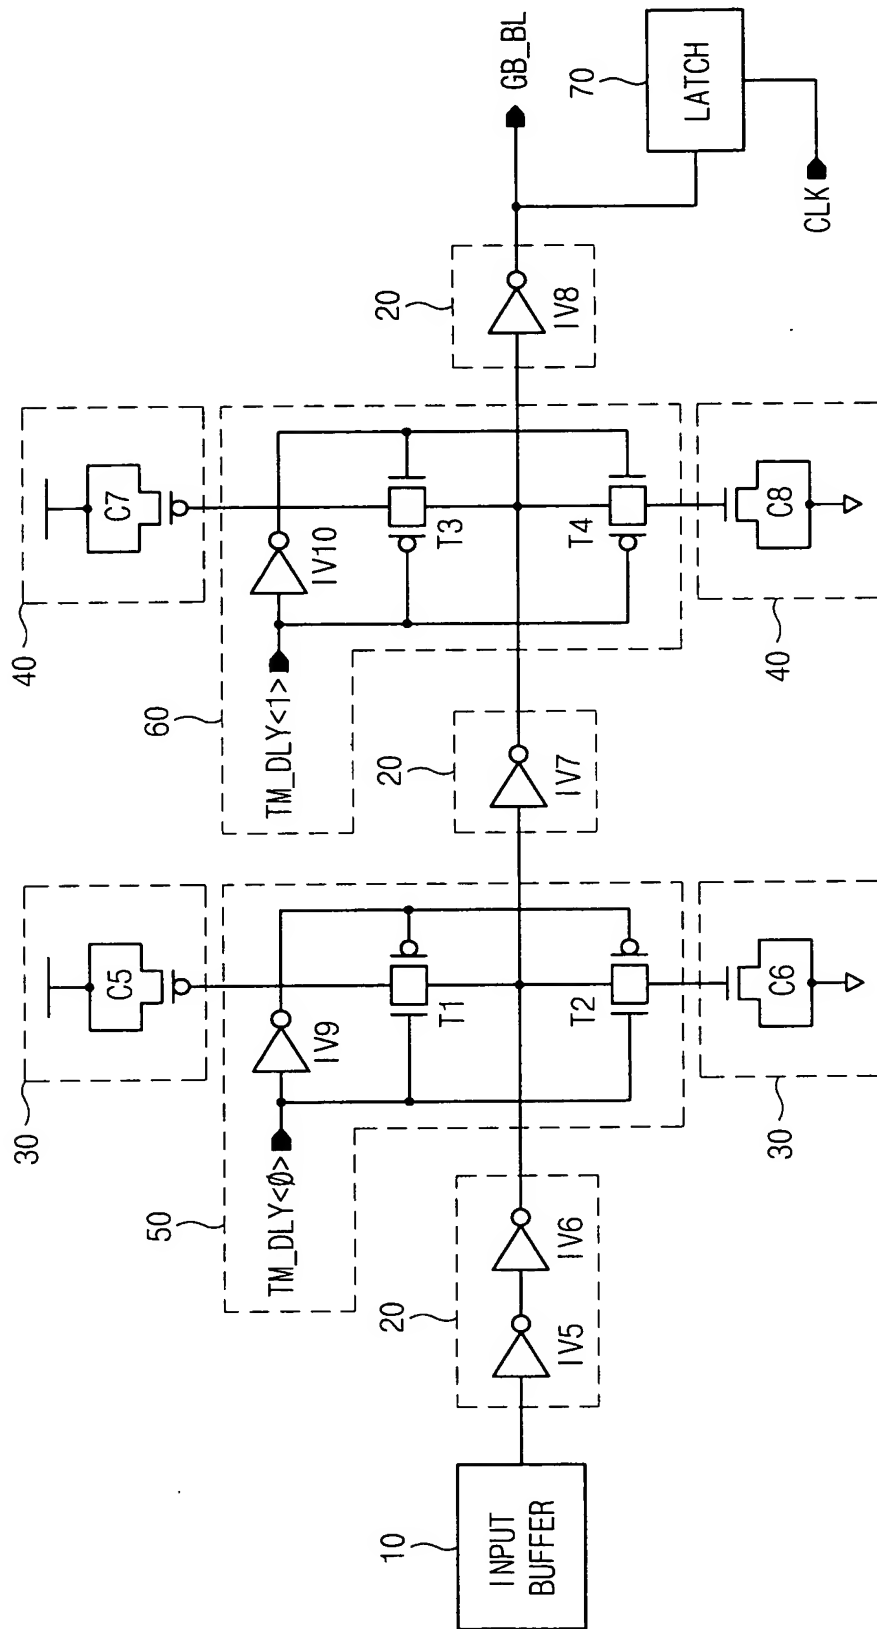 10
INPUT
BUFFER
20
IV5
IV6
50
TM_DLY<0>
IV9
T1
T2
30
C5
30
C6
20
IV7
60
TM_DLY<1>
IV10
T3
T4
40
C7
40
C8
20
IV8
GB_BL
70
LATCH
CLK